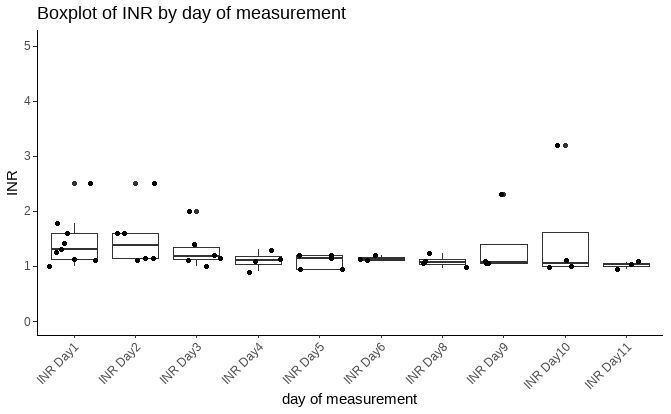 Boxplot of INR by day of measurement
5
4
3
2
1
0
INR
INR Day1
INR Day2
INR Day3
INR Day4
INR Day5
INR Day6
INR Day8
INR Day9
INR Day10
INR Day11
day of measurement